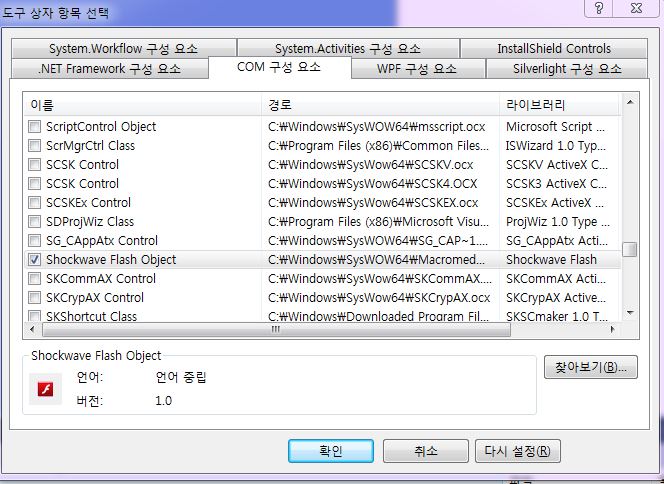 도구 상자 항목 선택
System.Workflow 구성 요소 System.Activities 구성 요소 InstallShield Controls
.NET Framework 구성 요소 COM 구성 요소 WPF 구성 요소 Silverlight 구성 요소
이름 경로 라이브러리
ScriptControl Object C:₩Windows₩SysWOW64₩msscript.ocx Microsoft Script ...
ScrMgrCtrl Class C:₩Program Files (x86)₩Common Files... ISWizard 1.0 Typ...
SCSK Control C:₩Windows₩SysWow64₩SCSKV.ocx SCSKV ActiveX C...
SCSK Control C:₩Windows₩SysWow64₩SCSK4.OCX SCSK3 ActiveX C...
SCSKEx Control C:₩Windows₩SysWow64₩SCSKEX.ocx SCSKEx ActiveX ...
SDProjWiz Class C:₩Program Files (x86)₩Microsoft Visu... ProjWiz 1.0 Type ...
SG_CAppAtx Control C:₩Windows₩SysWow64₩SG_CAP~1.... SG_CAppAtx Acti...
Shockwave Flash Object C:₩Windows₩SysWOW64₩Macromed... Shockwave Flash
SKCommAX Control C:₩Windows₩SysWow64₩SKCommAX.... SKCommAX Acti...
SKCrypAX Control C:₩Windows₩SysWow64₩SKCrypAX.ocx SKCrypAX Active...
SKShortcut Class C:₩Windows₩Downloaded Program Fil... SKSCmaker 1.0 T...
Shockwave Flash Object
언어: 언어 중립
버전: 1.0
찾아보기(B)...
확인 취소 다시 설정(R)